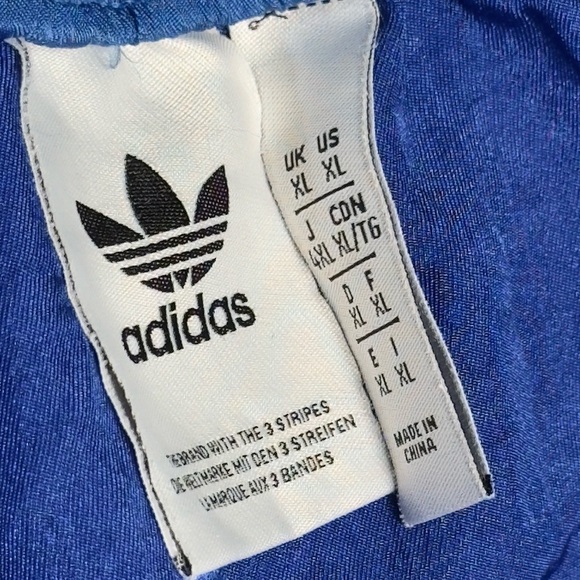 adidas
THE BRAND WITH THE 3 STRIPES
DIE WELTMARKE MIT DEN 3 STREIFEN
LA MARQUE AUX 3 BANDES
UK US
XL XL
J CDN
4XL XL/TG
D F
XL XL
E I
XL XL
MADE IN
CHINA